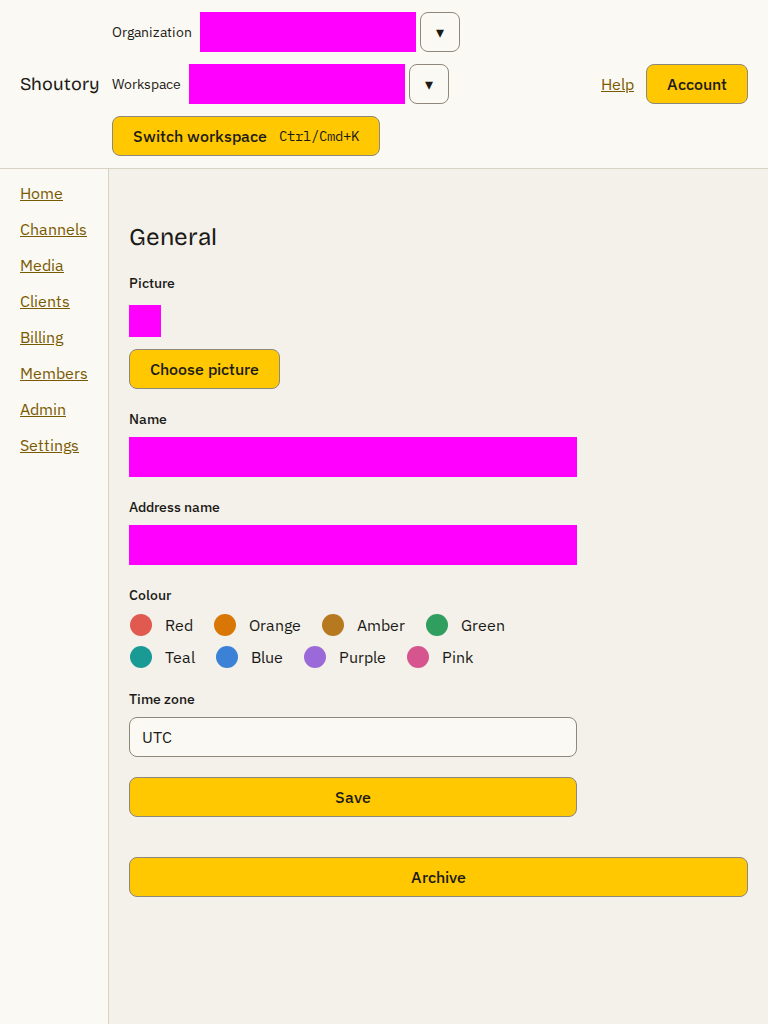 Organization ▼
Shoutory Workspace ▼ Help Account
Switch workspace Ctrl/Cmd+K
Home
Channels
Media
Clients
Billing
Members
Admin
Settings
General
Picture
Choose picture
Name
Address name
Colour
Red Orange Amber Green
Teal Blue Purple Pink
Time zone
UTC
Save
Archive